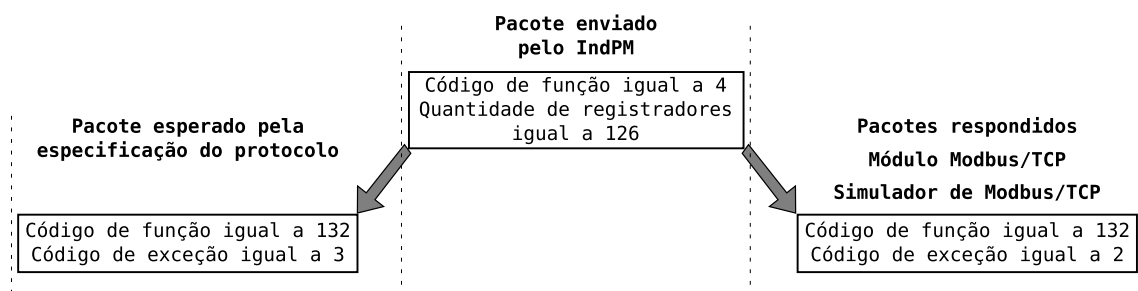 Pacote enviado
pelo IndPM
Código de função igual a 4
Quantidade de registradores
igual a 126
Pacote esperado pela
especificação do protocolo
Código de função igual a 132
Código de exceção igual a 3
Pacotes respondidos
Módulo Modbus/TCP
Simulador de Modbus/TCP
Código de função igual a 132
Código de exceção igual a 2